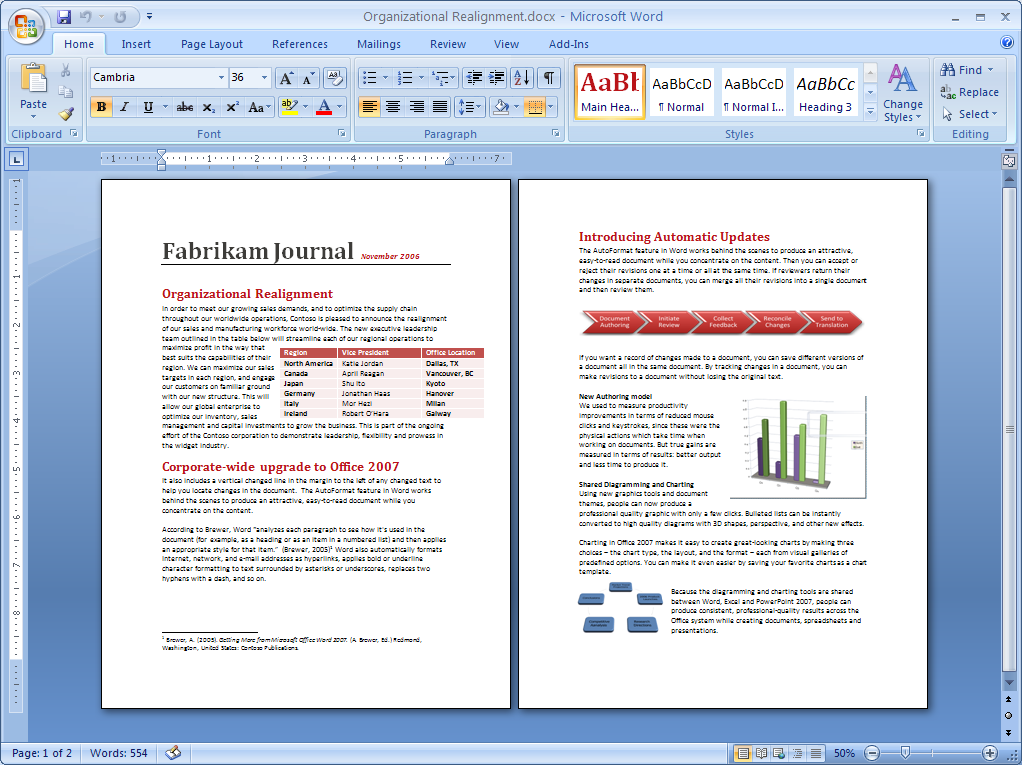 Organizational Realignment.docx - Microsoft Word
Home Insert Page Layout References Mailings Review View Add-Ins
Paste
Clipboard
Cambria 36
B I U abc X₂ X² Aa
Font
Paragraph
AaBb AaBbCcD AaBbCcD AaBbCc
Main Hea... ¶ Normal ¶ Normal I... Heading 3
Change
Styles
Styles
Find
Replace
Select
Editing
1 1 2 3 4 5 7
Fabrikam Journal November 2006
Organizational Realignment
In order to meet our growing sales demands, and to optimize the supply chain
throughout our worldwide operations, Contoso is pleased to announce the realignment
of our sales and manufacturing workforce world-wide. The new executive leadership
team outlined in the table below will streamline each of our regional operations to
maximize profit in the way that
best suits the capabilities of their
region. We can maximize our sales
targets in each region, and engage
our customers on familiar ground
with our new structure. This will
allow our global enterprise to
optimize our inventory, sales
Region Vice President Office Location
North America Katie Jordan Dallas, TX
Canada April Reagan Vancouver, BC
Japan Shu Ito Kyoto
Germany Jonathan Haas Hanover
Italy Mor Hezi Milan
Ireland Robert O'Hara Galway
management and capital investments to grow the business. This is part of the ongoing
effort of the Contoso corporation to demonstrate leadership, flexibility and prowess in
the widget industry.
Corporate-wide upgrade to Office 2007
It also includes a vertical changed line in the margin to the left of any changed text to
help you locate changes in the document. The AutoFormat feature in Word works
behind the scenes to produce an attractive, easy-to-read document while you
concentrate on the content.
According to Brewer, Word "analyzes each paragraph to see how it's used in the
document (for example, as a heading or as an item in a numbered list) and then applies
an appropriate style for that item." (Brewer, 2005)¹ Word also automatically formats
Internet, network, and e-mail addresses as hyperlinks, applies bold or underline
character formatting to text surrounded by asterisks or underscores, replaces two
hyphens with a dash, and so on.
¹ Brewer, A. (2005). Getting More from Microsoft Office Word 2007. (A. Brewer, Ed.) Redmond,
Washington, United States: Contoso Publications.
Introducing Automatic Updates
The AutoFormat feature in Word works behind the scenes to produce an attractive,
easy-to-read document while you concentrate on the content. Then you can accept or
reject their revisions one at a time or all at the same time. If reviewers return their
changes in separate documents, you can merge all their revisions into a single document
and then review them.
Document Authoring
Initiate Review
Collect Feedback
Reconcile Changes
Send to Translation
If you want a record of changes made to a document, you can save different versions of
a document all in the same document. By tracking changes in a document, you can
make revisions to a document without losing the original text.
New Authoring model
We used to measure productivity
improvements in terms of reduced mouse
clicks and keystrokes, since these were the
physical actions which take time when
working on documents. But true gains are
measured in terms of results: better output
and less time to produce it.
Shared Diagramming and Charting
Using new graphics tools and document
themes, people can now produce a
professional quality graphic with only a few clicks. Bulleted lists can be instantly
converted to high quality diagrams with 3D shapes, perspective, and other new effects.
Charting in Office 2007 makes it easy to create great-looking charts by making three
choices – the chart type, the layout, and the format – each from visual galleries of
predefined options. You can make it even easier by saving your favorite charts as a chart
template.
Because the diagramming and charting tools are shared
between Word, Excel and PowerPoint 2007, people can
produce consistent, professional-quality results across the
Office system while creating documents, spreadsheets and
presentations.
Page: 1 of 2 Words: 554 50%